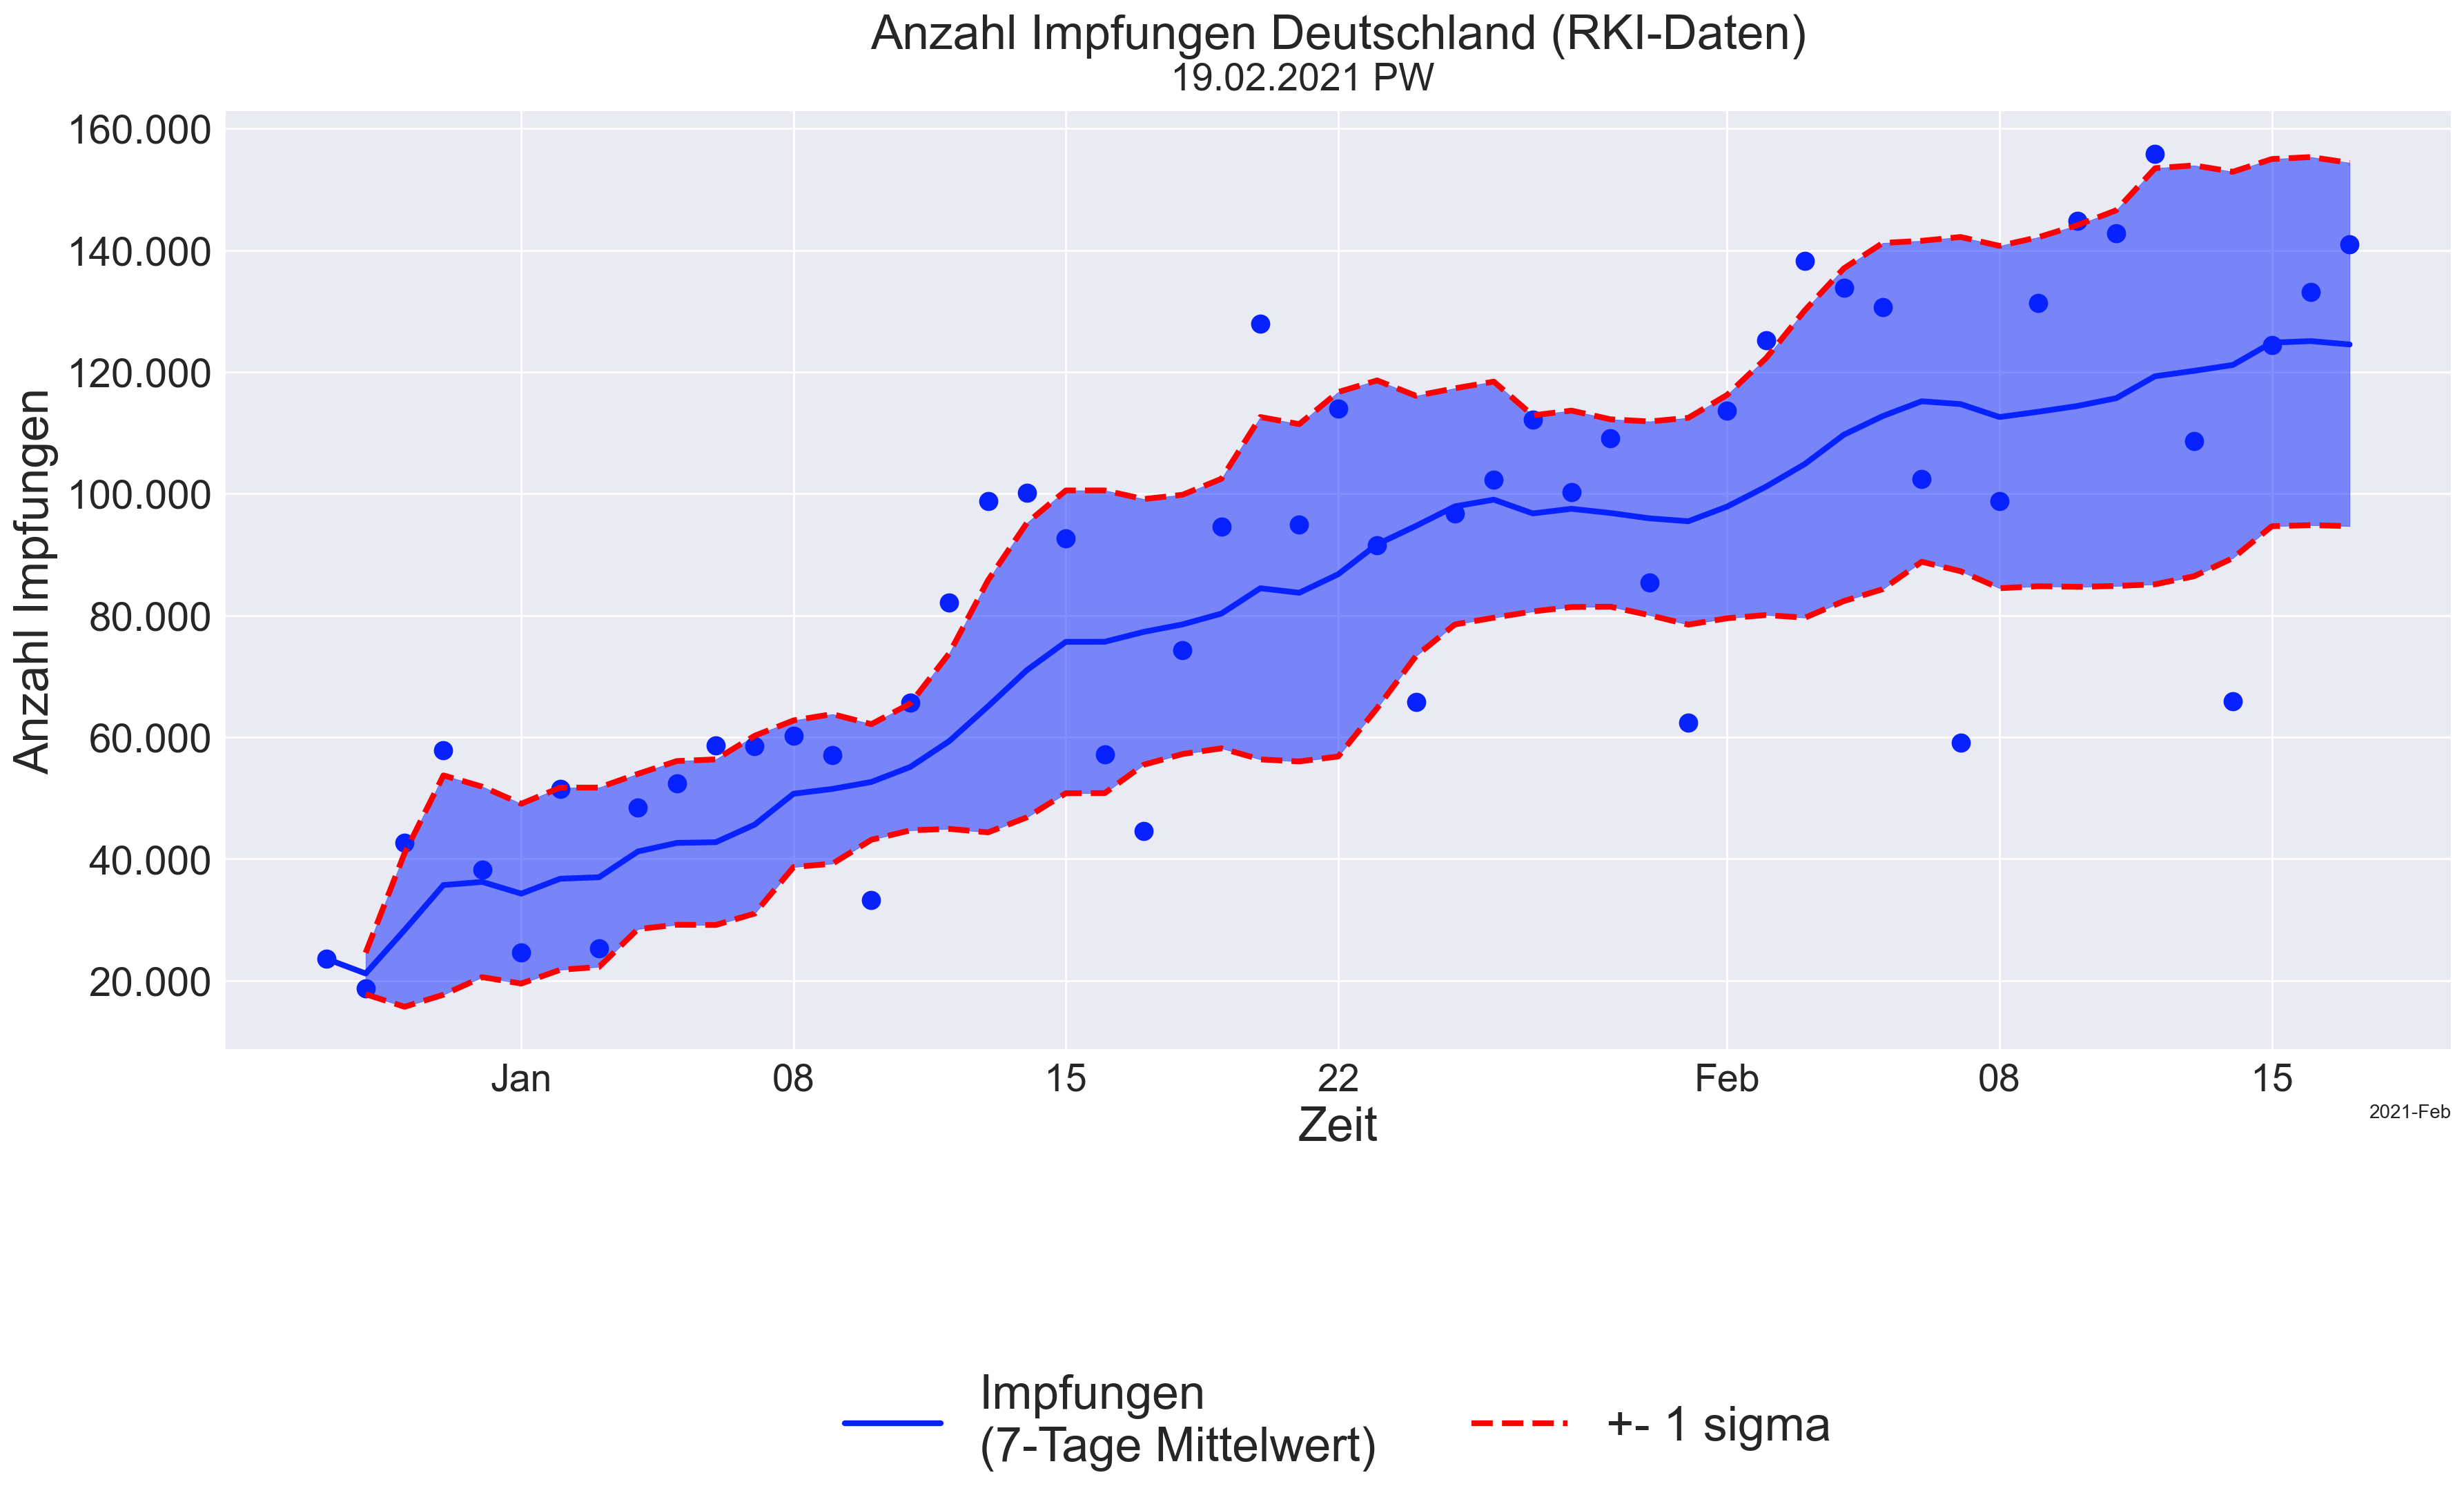 Anzahl Impfungen Deutschland (RKI-Daten)
19.02.2021 PW
Anzahl Impfungen
160.000
140.000
120.000
100.000
80.000
60.000
40.000
20.000
Jan 08 15 22 Feb 08 15
Zeit
2021-Feb
Impfungen
(7-Tage Mittelwert)
+- 1 sigma